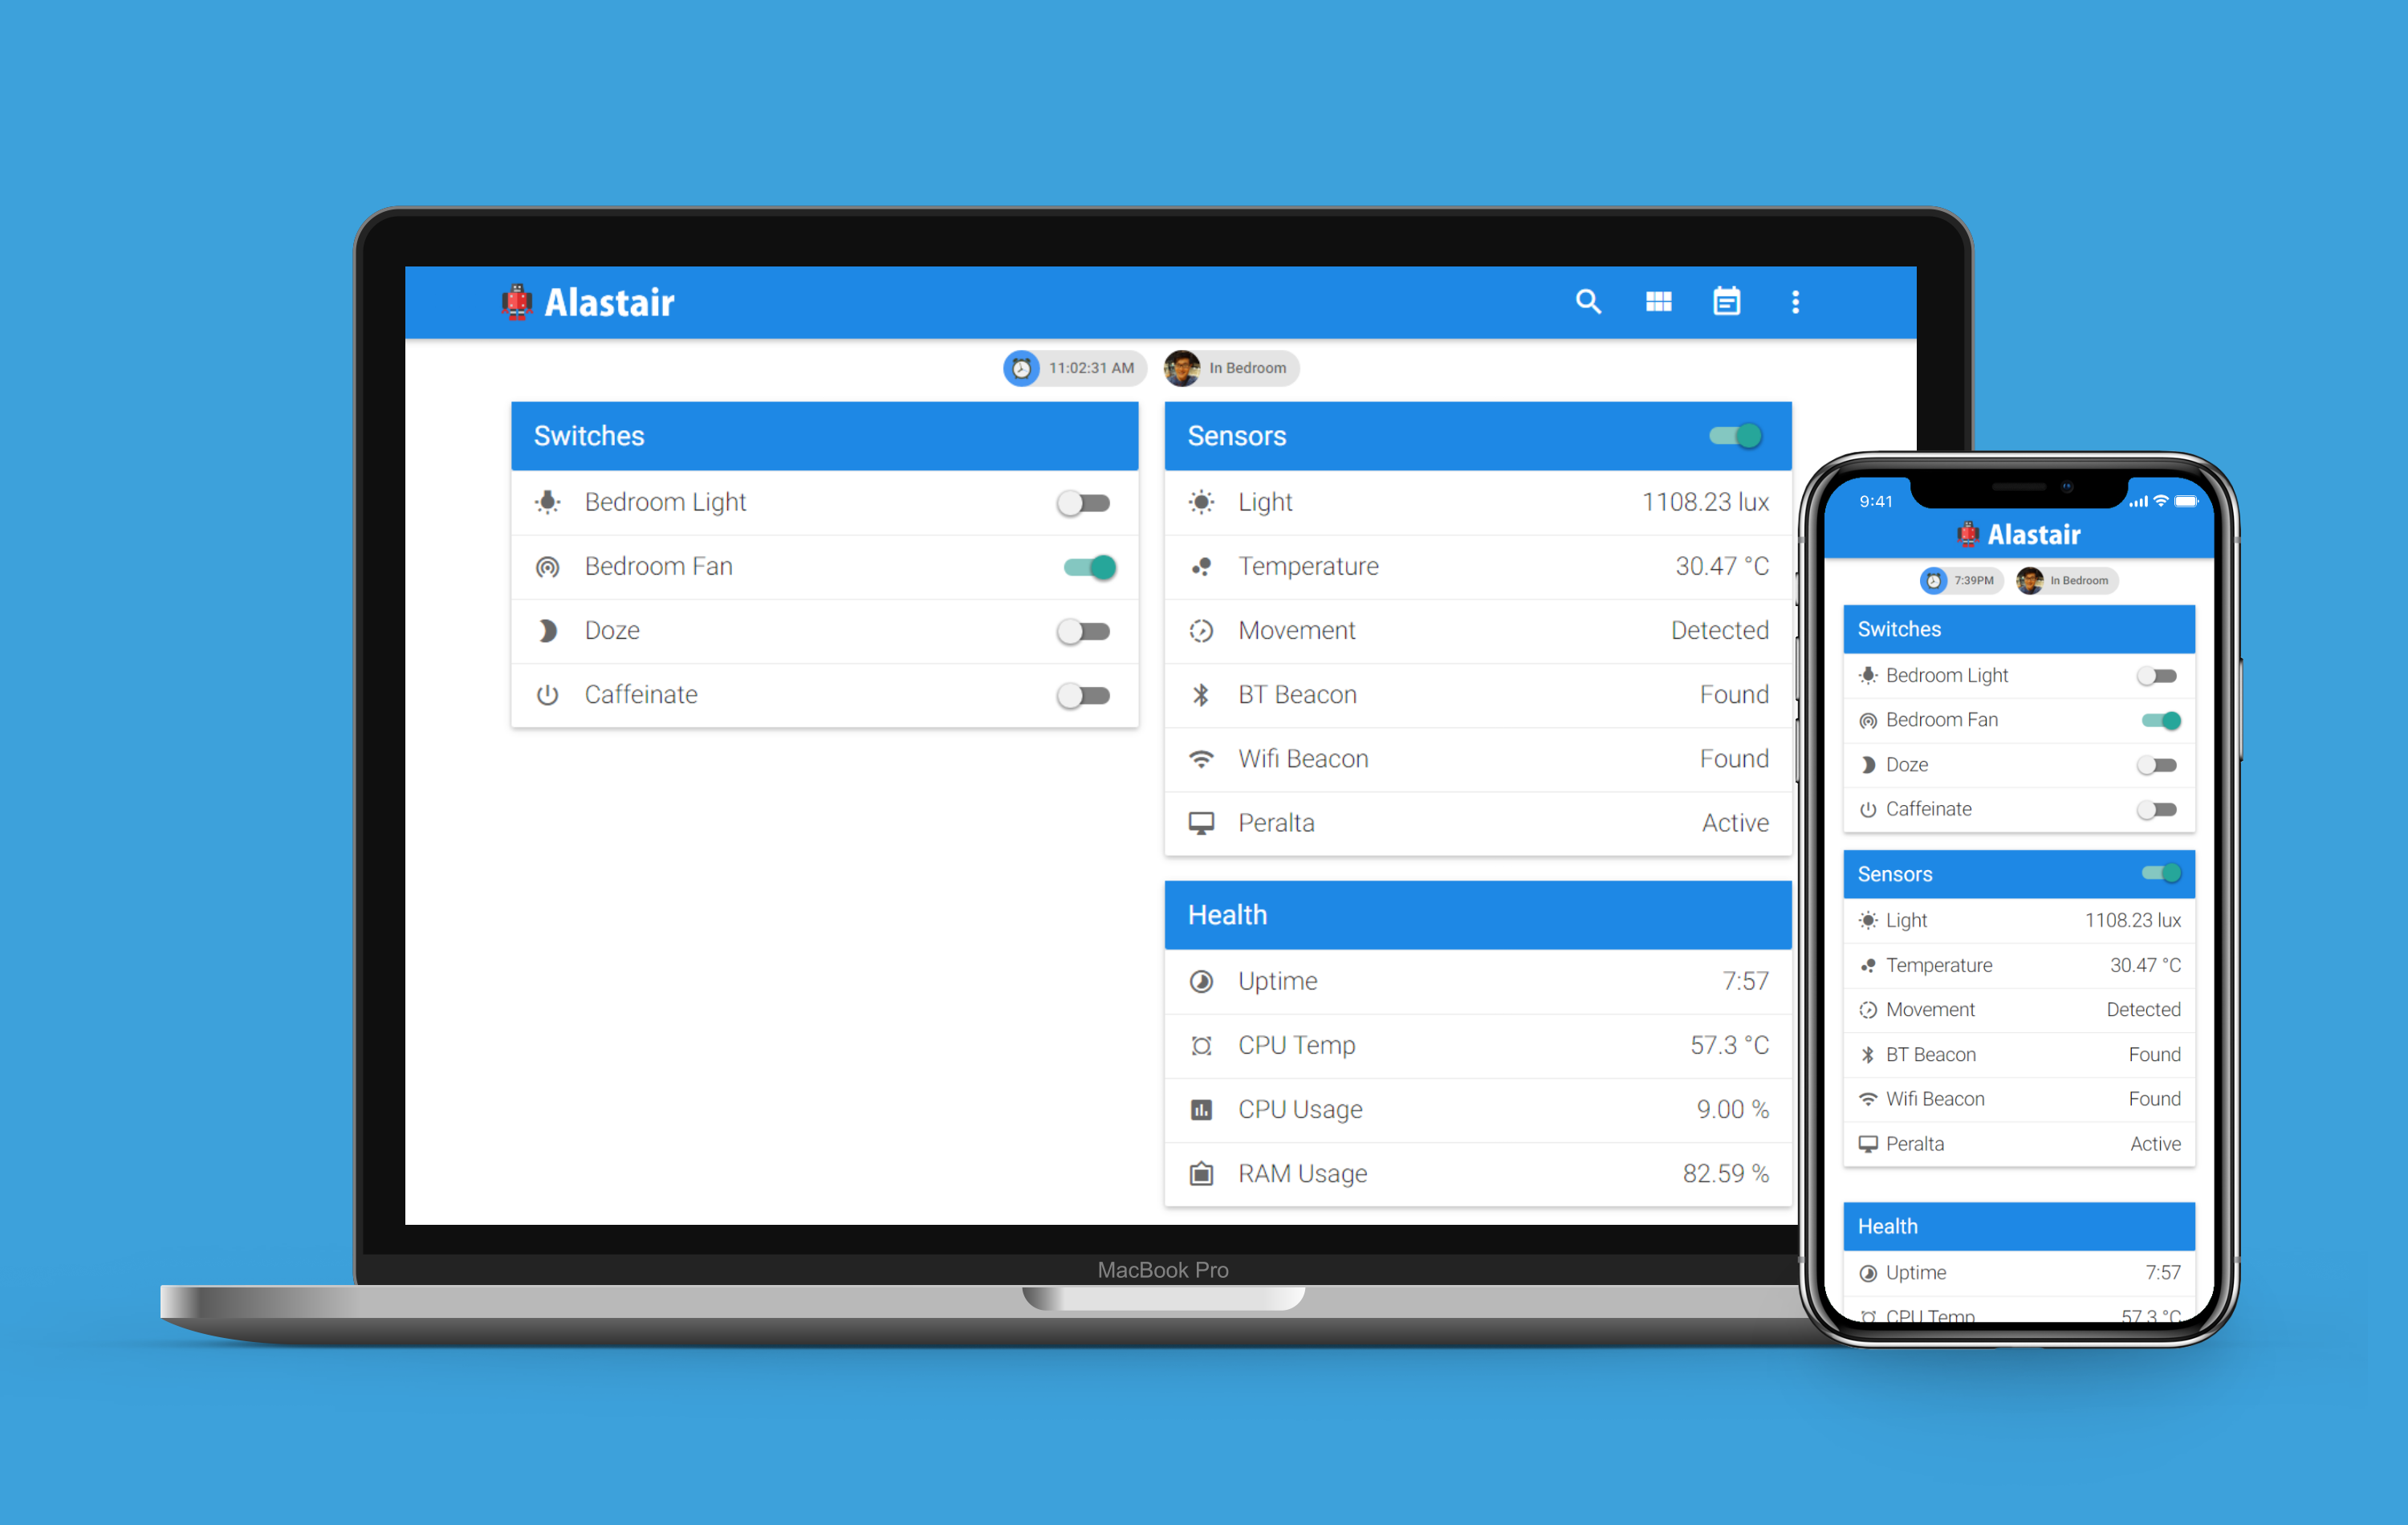 Alastair
11:02:31 AM
In Bedroom
Switches
Bedroom Light
Bedroom Fan
Doze
Caffeinate
Sensors
Light 1108.23 lux
Temperature 30.47 °C
Movement Detected
BT Beacon Found
Wifi Beacon Found
Peralta Active
Health
Uptime 7:57
CPU Temp 57.3 °C
CPU Usage 9.00 %
RAM Usage 82.59 %
MacBook Pro
9:41
Alastair
7:39PM
In Bedroom
Switches
Bedroom Light
Bedroom Fan
Doze
Caffeinate
Sensors
Light 1108.23 lux
Temperature 30.47 °C
Movement Detected
BT Beacon Found
Wifi Beacon Found
Peralta Active
Health
Uptime 7:57
CPU Temp 57.3 °C